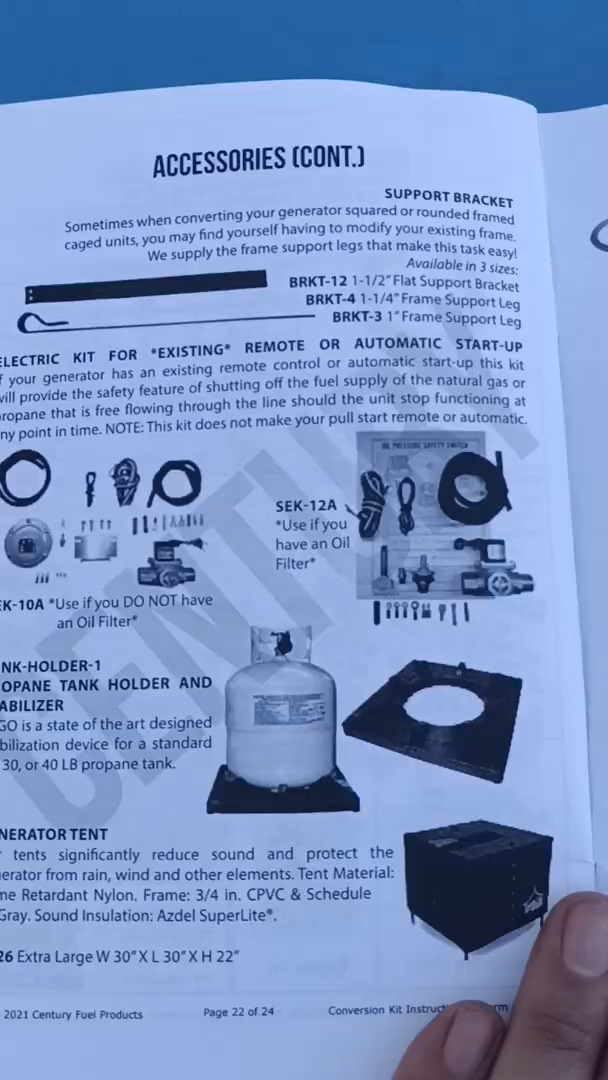 ACCESSORIES (CONT.)
SUPPORT BRACKET
Sometimes when converting your generator squared or rounded framed
caged units, you may find yourself having to modify your existing frame.
We supply the frame support legs that make this task easy!
Available in 3 sizes:
BRKT-12 1-1/2" Flat Support Bracket
BRKT-4 1-1/4" Frame Support Leg
BRKT-3 1" Frame Support Leg
ELECTRIC KIT FOR *EXISTING* REMOTE OR AUTOMATIC START-UP
f your generator has an existing remote control or automatic start-up this kit
will provide the safety feature of shutting off the fuel supply of the natural gas or
ropane that is free flowing through the line should the unit stop functioning at
ny point in time. NOTE: This kit does not make your pull start remote or automatic.
OIL PRESSURE SAFETY SWITCH
SEK-12A
*Use if you
have an Oil
Filter*
EK-10A *Use if you DO NOT have
an Oil Filter*
NK-HOLDER-1
OPANE TANK HOLDER AND
ABILIZER
GO is a state of the art designed
bilization device for a standard
30, or 40 LB propane tank.
NERATOR TENT
r tents significantly reduce sound and protect the
nerator from rain, wind and other elements. Tent Material:
me Retardant Nylon. Frame: 3/4 in. CPVC & Schedule
Gray. Sound Insulation: Azdel SuperLite®.
26 Extra Large W 30" X L 30" X H 22"
2021 Century Fuel Products
Page 22 of 24
Conversion Kit Instruct
rm
CENTURY